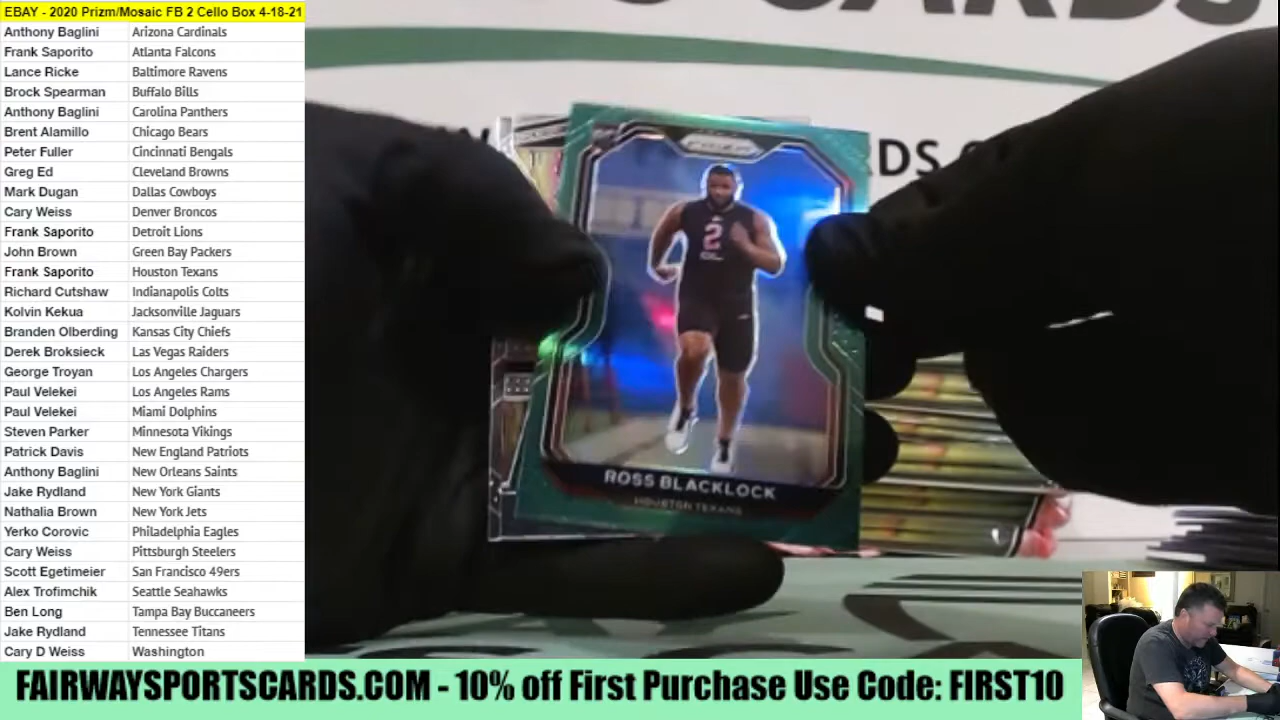 EBAY - 2020 Prizm/Mosaic FB 2 Cello Box 4-18-21
Anthony Baglini Arizona Cardinals
Frank Saporito Atlanta Falcons
Lance Ricke Baltimore Ravens
Brock Spearman Buffalo Bills
Anthony Baglini Carolina Panthers
Brent Alamillo Chicago Bears
Peter Fuller Cincinnati Bengals
Greg Ed Cleveland Browns
Mark Dugan Dallas Cowboys
Cary Weiss Denver Broncos
Frank Saporito Detroit Lions
John Brown Green Bay Packers
Frank Saporito Houston Texans
Richard Cutshaw Indianapolis Colts
Kolvin Kekua Jacksonville Jaguars
Branden Olberding Kansas City Chiefs
Derek Broksieck Las Vegas Raiders
George Troyan Los Angeles Chargers
Paul Velekei Los Angeles Rams
Paul Velekei Miami Dolphins
Steven Parker Minnesota Vikings
Patrick Davis New England Patriots
Anthony Baglini New Orleans Saints
Jake Rydland New York Giants
Nathalia Brown New York Jets
Yerko Corovic Philadelphia Eagles
Cary Weiss Pittsburgh Steelers
Scott Egetimeier San Francisco 49ers
Alex Trofimchik Seattle Seahawks
Ben Long Tampa Bay Buccaneers
Jake Rydland Tennessee Titans
Cary D Weiss Washington
CARDS
PRIZM
2
ROSS BLACKLOCK
HOUSTON TEXANS
FAIRWAYSPORTSCARDS.COM - 10% off First Purchase Use Code: FIRST10